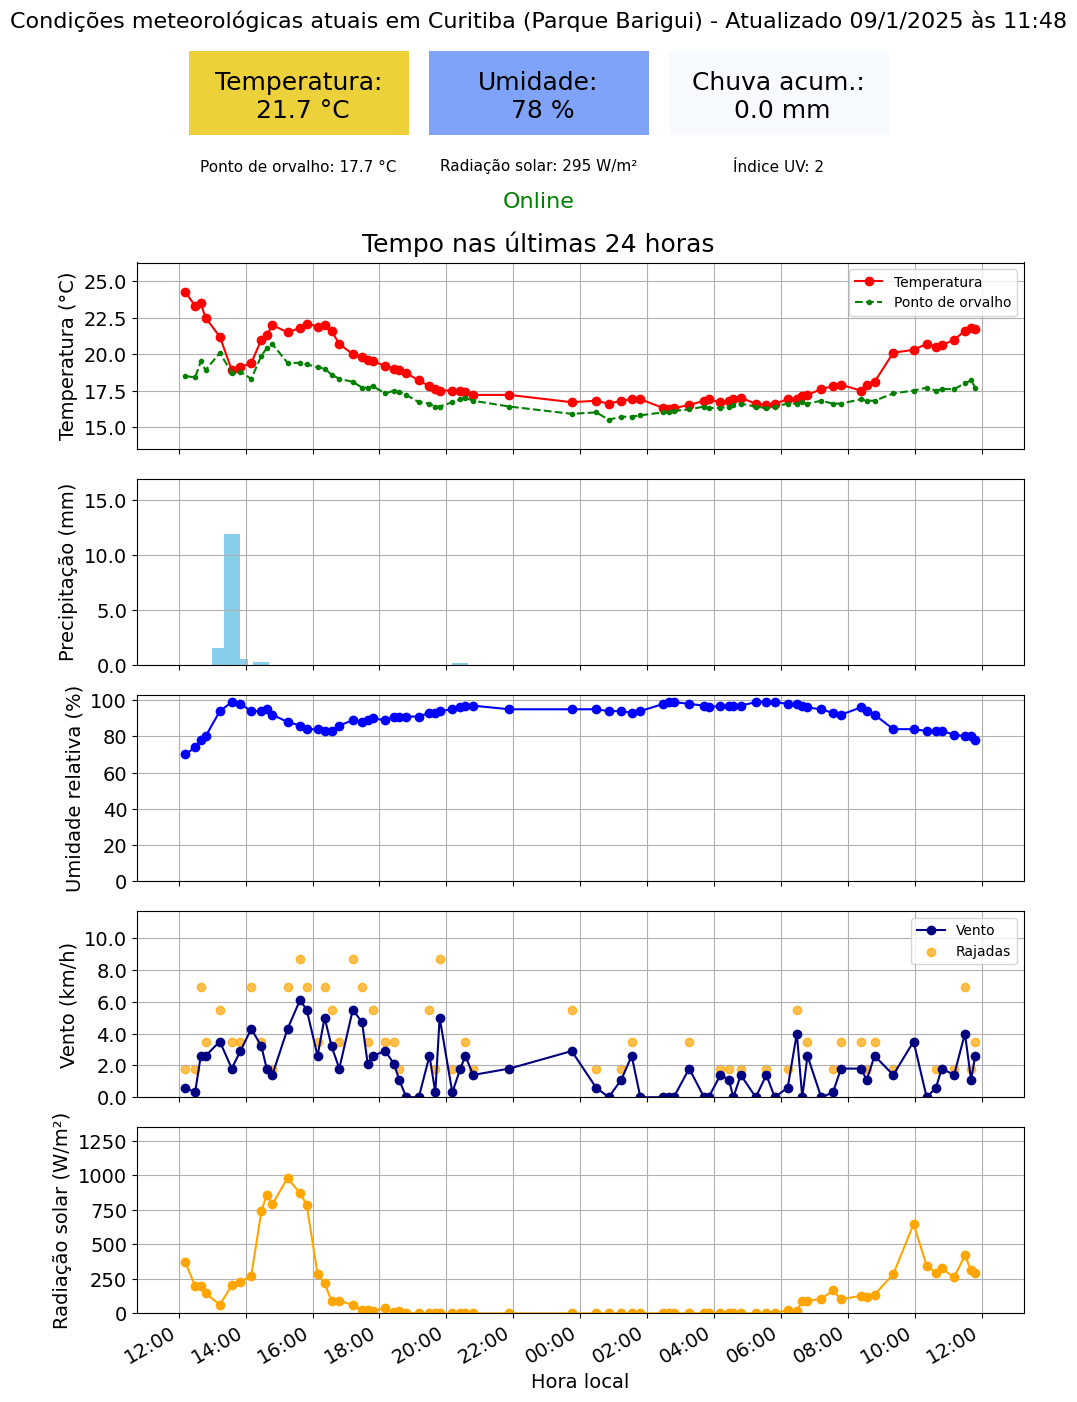 Condições meteorológicas atuais em Curitiba (Parque Barigui) - Atualizado 09/1/2025 às 11:48
Temperatura:
21.7 °C
Umidade:
78 %
Chuva acum.:
0.0 mm
Ponto de orvalho: 17.7 °C
Radiação solar: 295 W/m²
Índice UV: 2
Online
Tempo nas últimas 24 horas
Temperatura (°C)
25.0
22.5
20.0
17.5
15.0
Temperatura
Ponto de orvalho
Precipitação (mm)
15.0
10.0
5.0
0.0
Umidade relativa (%)
100
80
60
40
20
0
Vento (km/h)
10.0
8.0
6.0
4.0
2.0
0.0
Vento
Rajadas
Radiação solar (W/m²)
1250
1000
750
500
250
0
12:00
14:00
16:00
18:00
20:00
22:00
00:00
02:00
04:00
06:00
08:00
10:00
12:00
Hora local